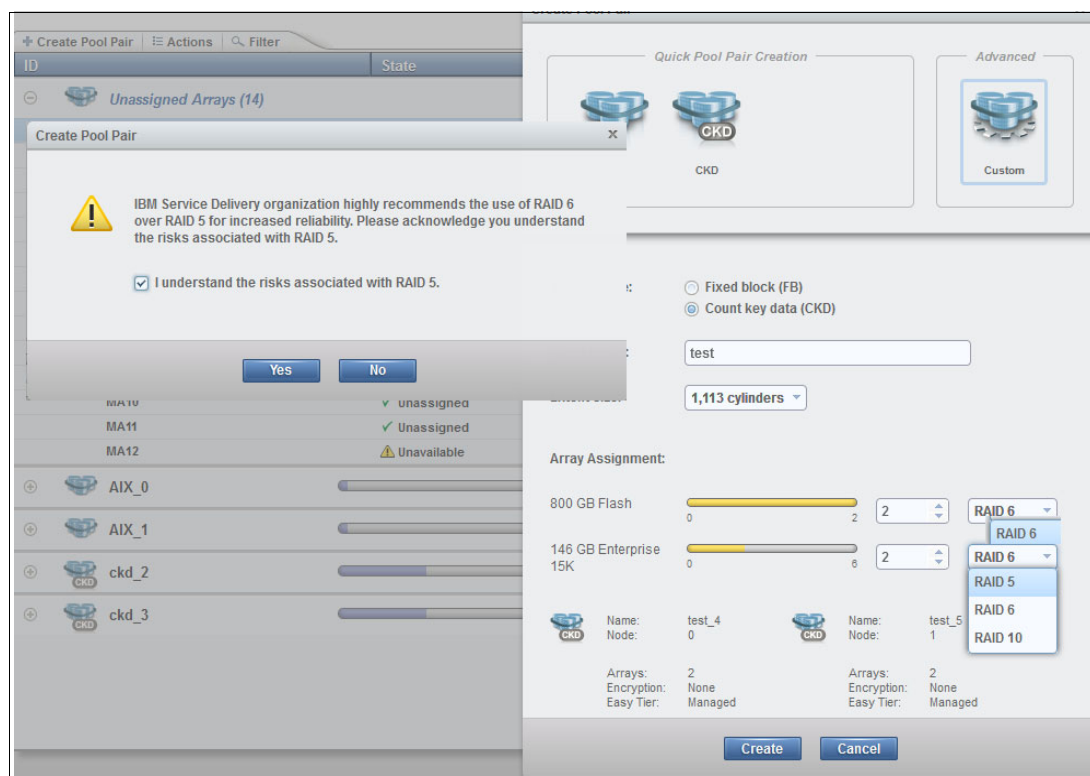 Create Pool Pair
Actions
Filter
ID
State
Unassigned Arrays (14)
Create Pool Pair
x
IBM Service Delivery organization highly recommends the use of RAID 6
over RAID 5 for increased reliability. Please acknowledge you understand
the risks associated with RAID 5.
I understand the risks associated with RAID 5.
Yes
No
MA10
Unassigned
MA11
Unassigned
MA12
Unavailable
AIX_0
AIX_1
CKD
ckd_2
CKD
ckd_3
Create Pool Pair
Quick Pool Pair Creation
Advanced
CKD
CKD
Custom
Fixed block (FB)
Count key data (CKD)
test
1,113 cylinders
Array Assignment:
800 GB Flash
0
2
2
RAID 6
RAID 6
146 GB Enterprise
15K
0
6
2
RAID 6
RAID 5
RAID 6
RAID 10
CKD
Name:
test_4
Node:
0
Arrays:
2
Encryption:
None
Easy Tier:
Managed
CKD
Name:
test_5
Node:
1
Arrays:
2
Encryption:
None
Easy Tier:
Managed
Create
Cancel